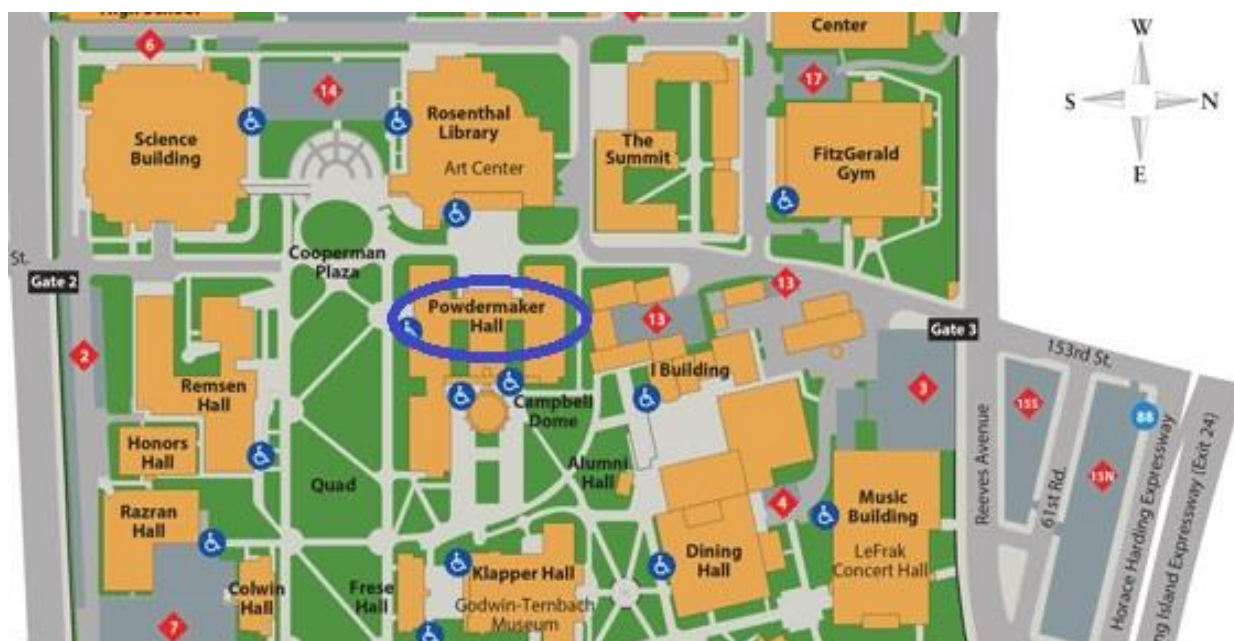 Center
6
14
17
Science
Building
Rosenthal
Library
Art Center
The
Summit
FitzGerald
Gym
W
S
N
E
Cooperman
Plaza
St.
Gate 2
Powdermaker
Hall
13
13
Gate 3
153rd St.
2
Remsen
Hall
I Building
3
15S
88
Campbell
Dome
Honors
Hall
Quad
Alumni
Hall
Reeves Avenue
61st Rd.
15N
Horace Harding Expressway
Island Expressway (Exit 24)
Razran
Hall
4
Music
Building
LeFrak
Concert Hall
Dining
Hall
Colwin
Hall
Frese
Hall
Klapper Hall
Godwin-Ternbach
Museum
7